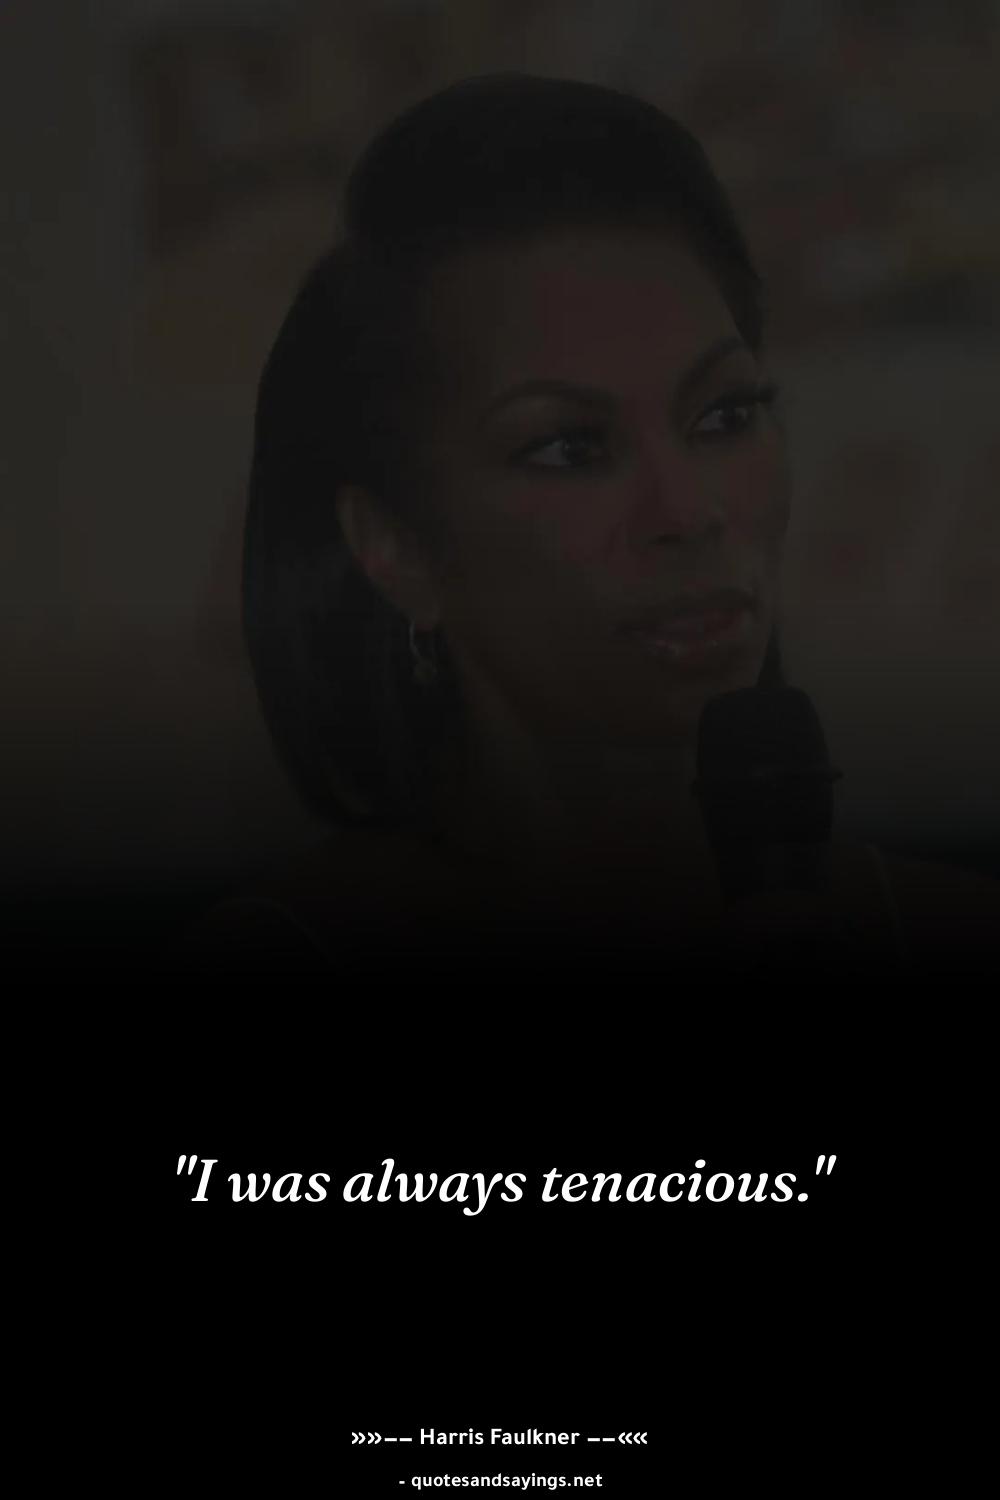 "I was always tenacious."
»»−− Harris Faulkner −−««
- quotesandsayings.net